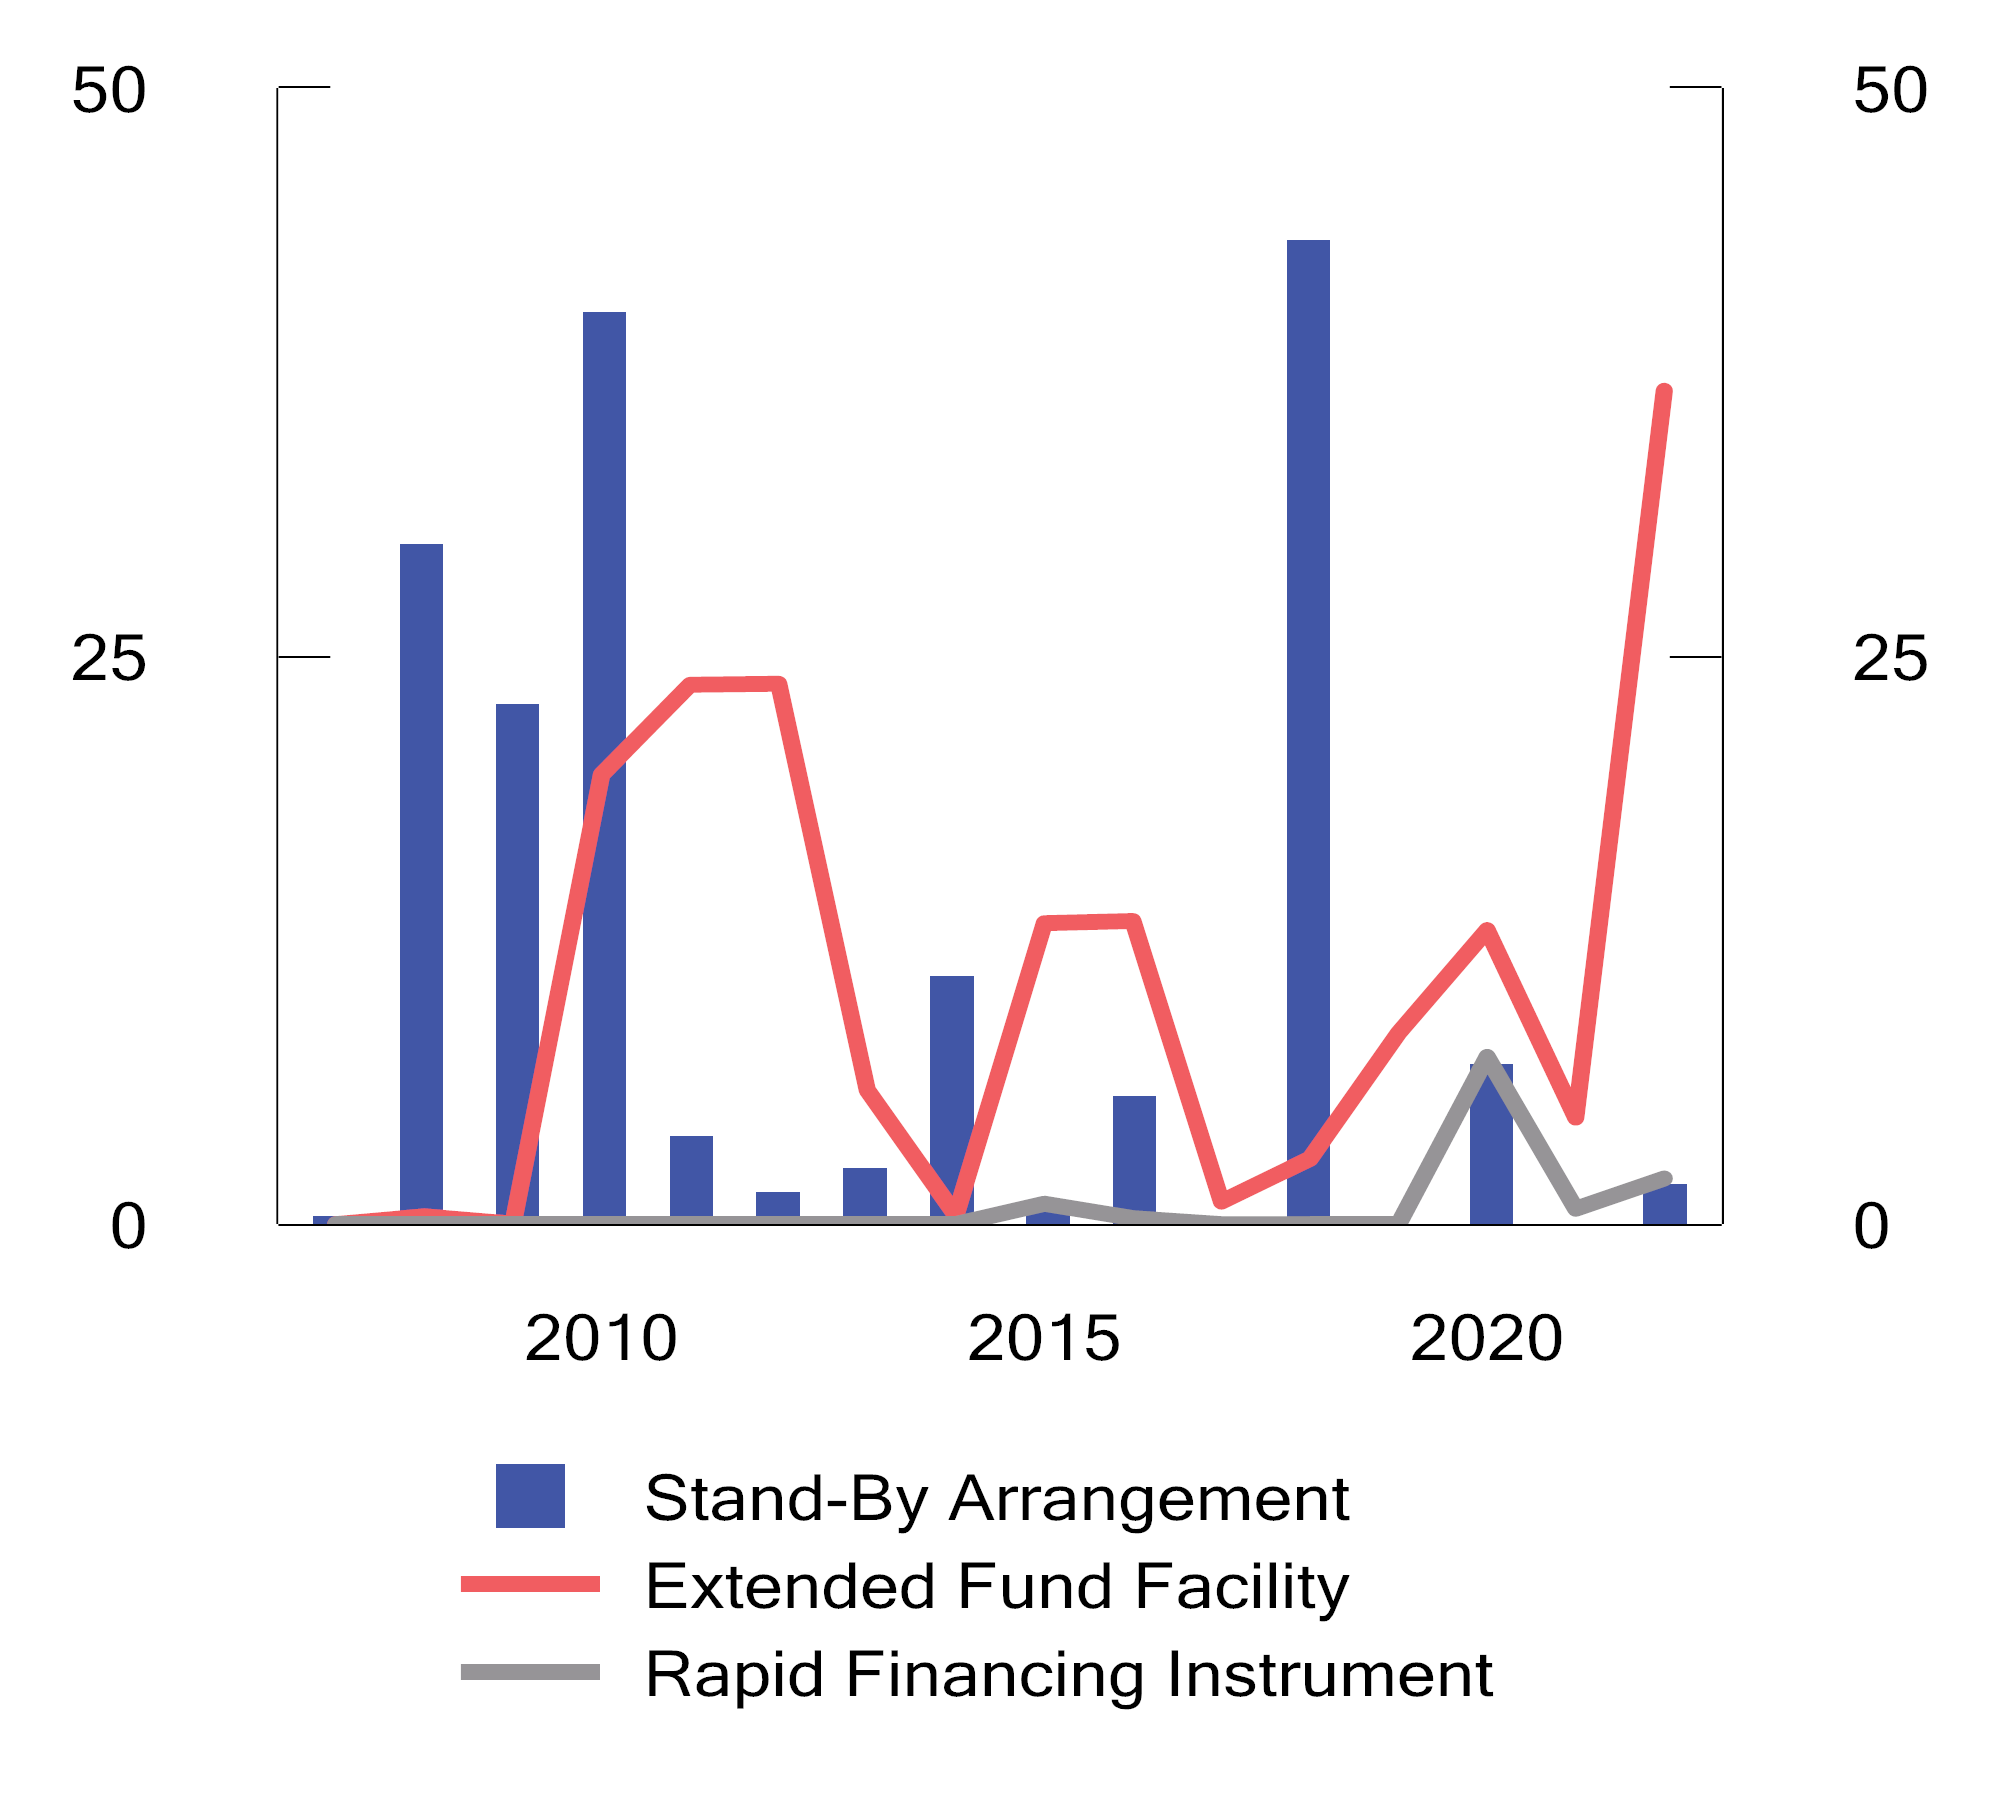 50 50
25 25
0 0
2010 2015 2020
Stand-By Arrangement
Extended Fund Facility
Rapid Financing Instrument